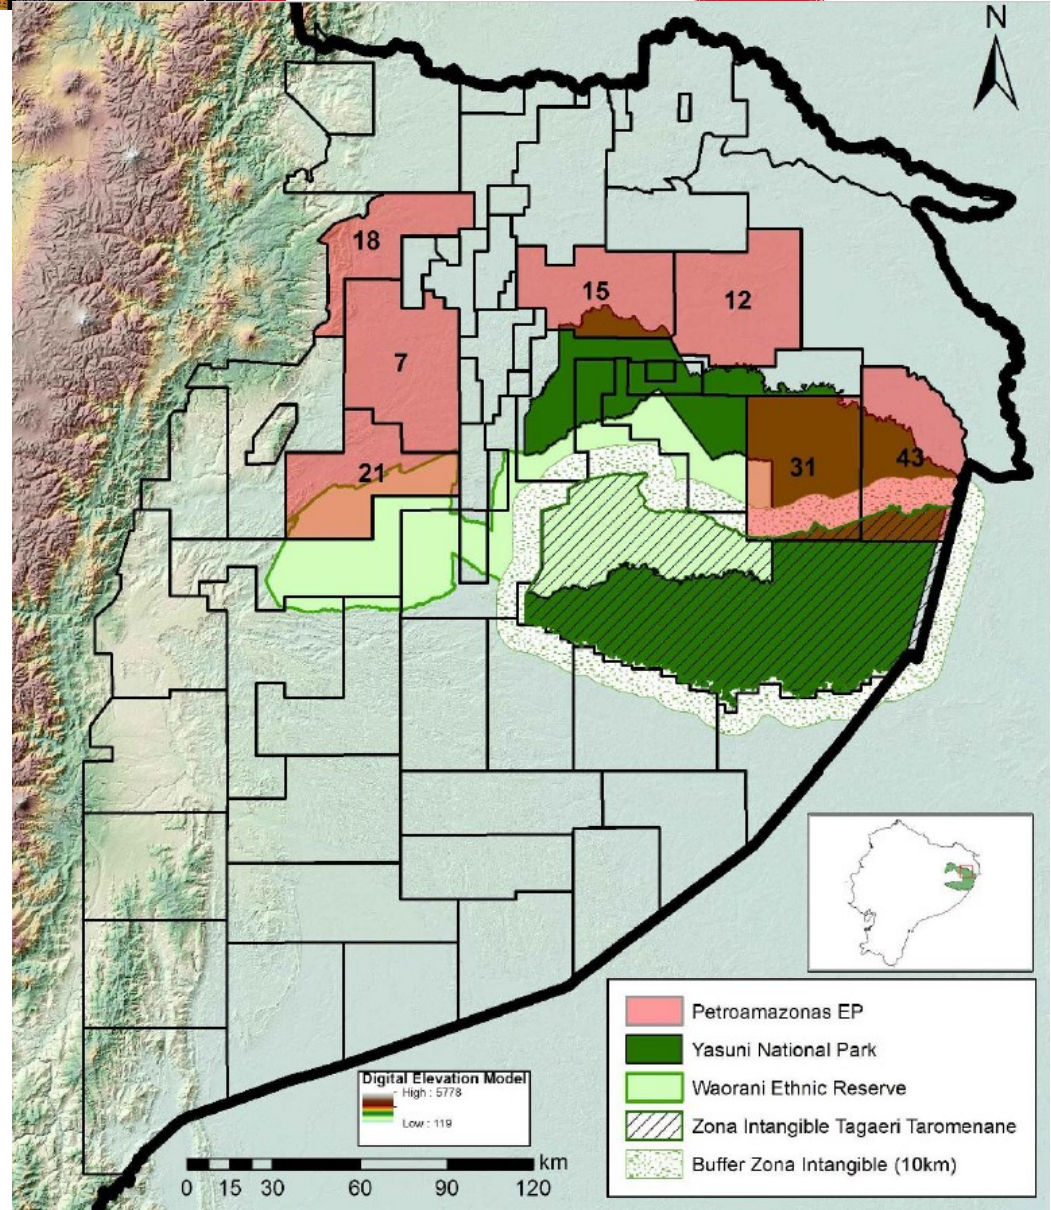 N
18
15
12
7
31
43
21
Petroamazonas EP
Yasuni National Park
Waorani Ethnic Reserve
Zona Intangible Tagaeri Taromenane
Buffer Zona Intangible (10km)
Digital Elevation Model
High : 5778
Low : 119
km
0 15 30 60 90 120